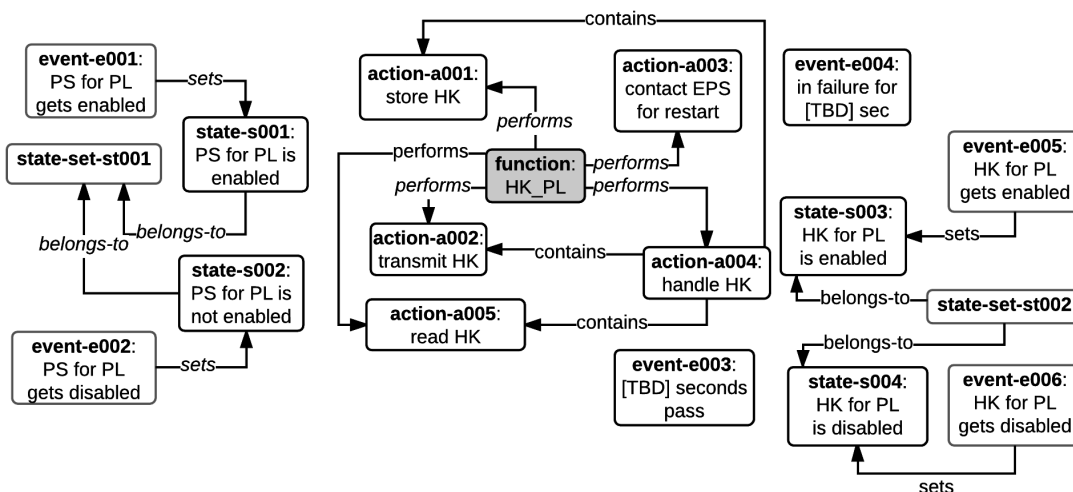 contains
event-e001:
PS for PL
gets enabled
sets
action-a001:
store HK
action-a003:
contact EPS
for restart
event-e004:
in failure for
[TBD] sec
state-set-st001
state-s001:
PS for PL is
enabled
performs
performs
function:
HK_PL
performs
performs
performs
event-e005:
HK for PL
gets enabled
belongs-to
belongs-to
state-s003:
HK for PL
is enabled
sets
action-a002:
transmit HK
contains
action-a004:
handle HK
state-s002:
PS for PL is
not enabled
action-a005:
read HK
contains
belongs-to
state-set-st002
event-e002:
PS for PL
gets disabled
sets
event-e003:
[TBD] seconds
pass
belongs-to
state-s004:
HK for PL
is disabled
event-e006:
HK for PL
gets disabled
sets